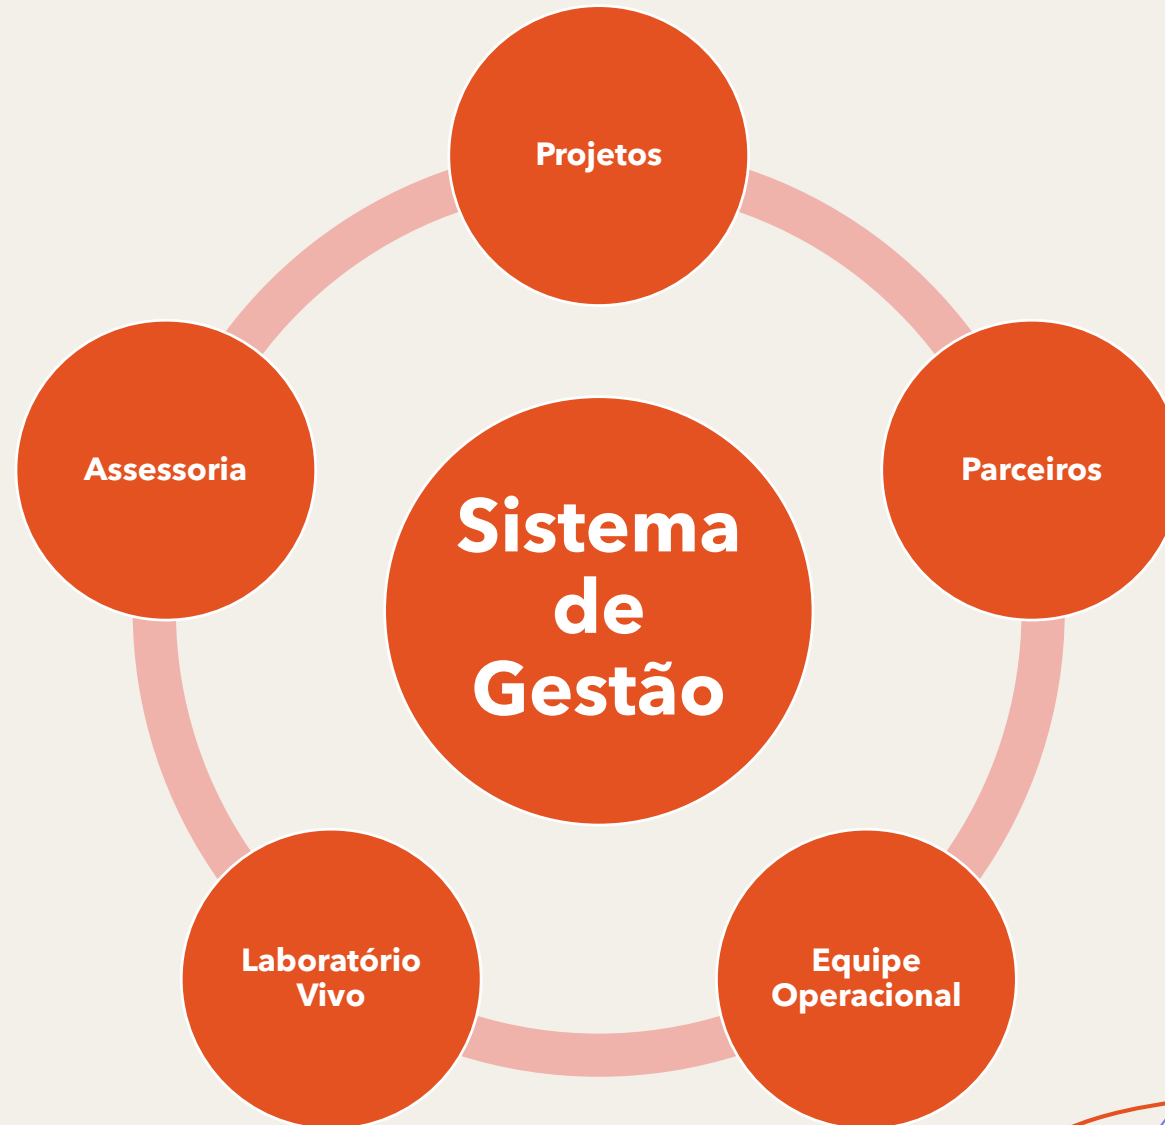 Projetos
Assessoria
Parceiros
Sistema
de
Gestão
Laboratório
Vivo
Equipe
Operacional